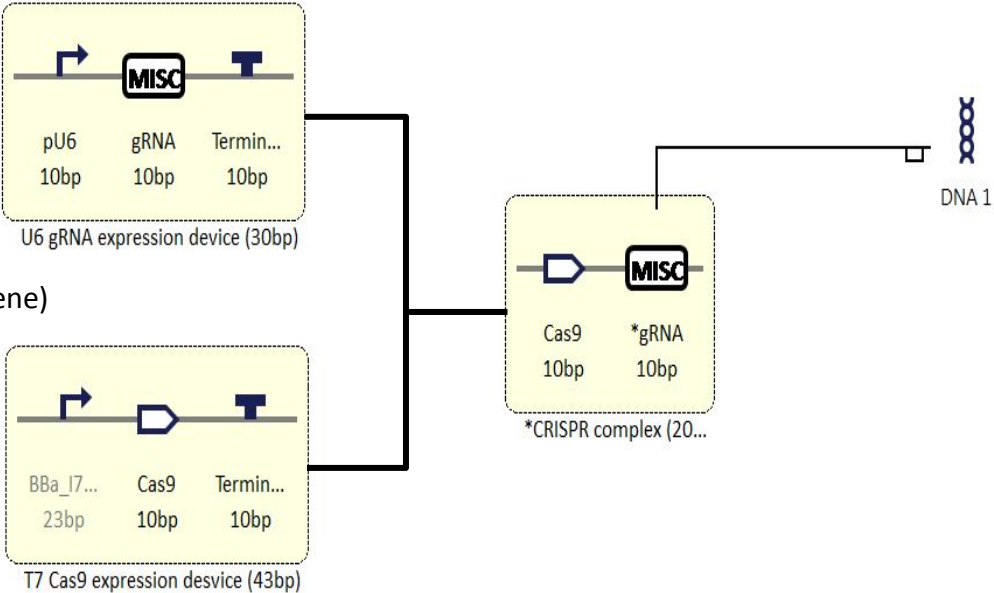 MISC
pU6 gRNA Termin...
10bp 10bp 10bp
U6 gRNA expression device (30bp)
ene)
BBa_I7... Cas9 Termin...
23bp 10bp 10bp
T7 Cas9 expression desvice (43bp)
MISC
Cas9 *gRNA
10bp 10bp
*CRISPR complex (20...
DNA 1